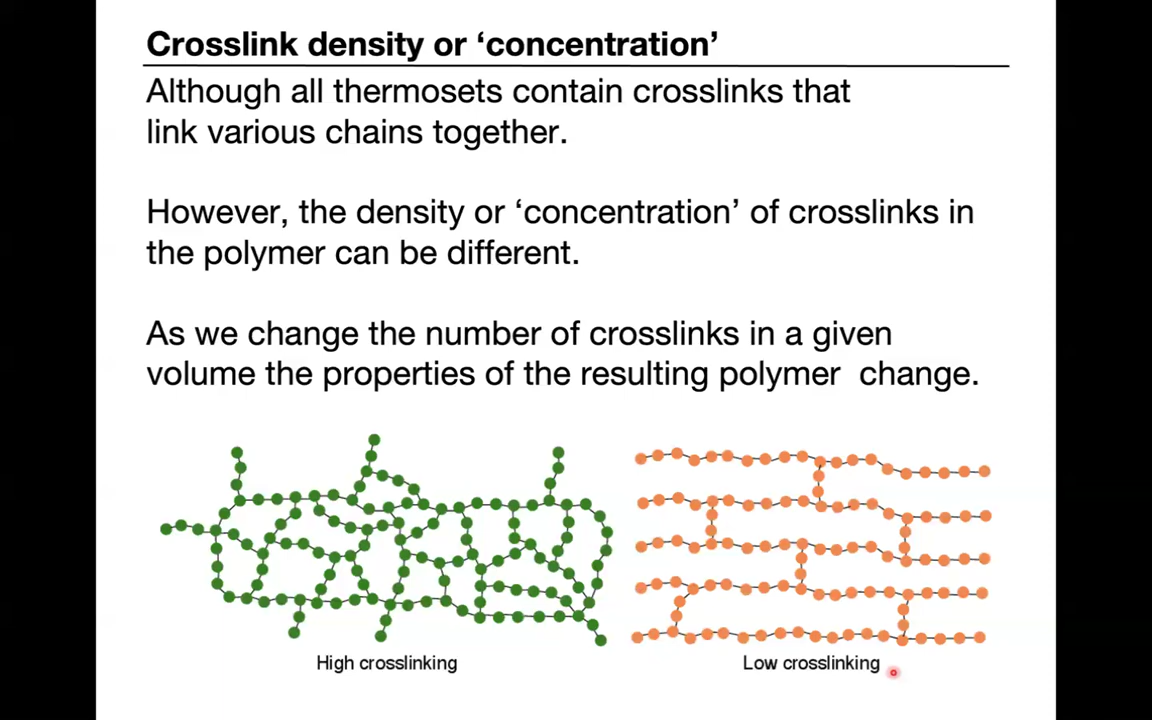 Crosslink density or ‘concentration’
Although all thermosets contain crosslinks that
link various chains together.
However, the density or ‘concentration’ of crosslinks in
the polymer can be different.
As we change the number of crosslinks in a given
volume the properties of the resulting polymer  change.
High crosslinking
Low crosslinking